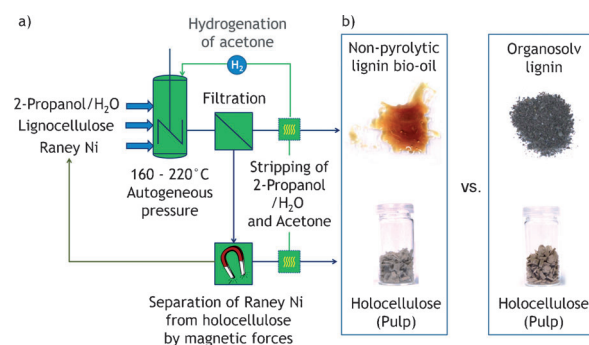 a)
Hydrogenation
of acetone
H2
2-Propanol/H2O
Lignocellulose
Raney Ni
Filtration
160 - 220°C
Autogeneous
pressure
Stripping of
2-Propanol
/H2O
and Acetone
Separation of Raney Ni
from holocellulose
by magnetic forces
b)
Non-pyrolytic
lignin bio-oil
Holocellulose
(Pulp)
vs.
Organosolv
lignin
Holocellulose
(Pulp)